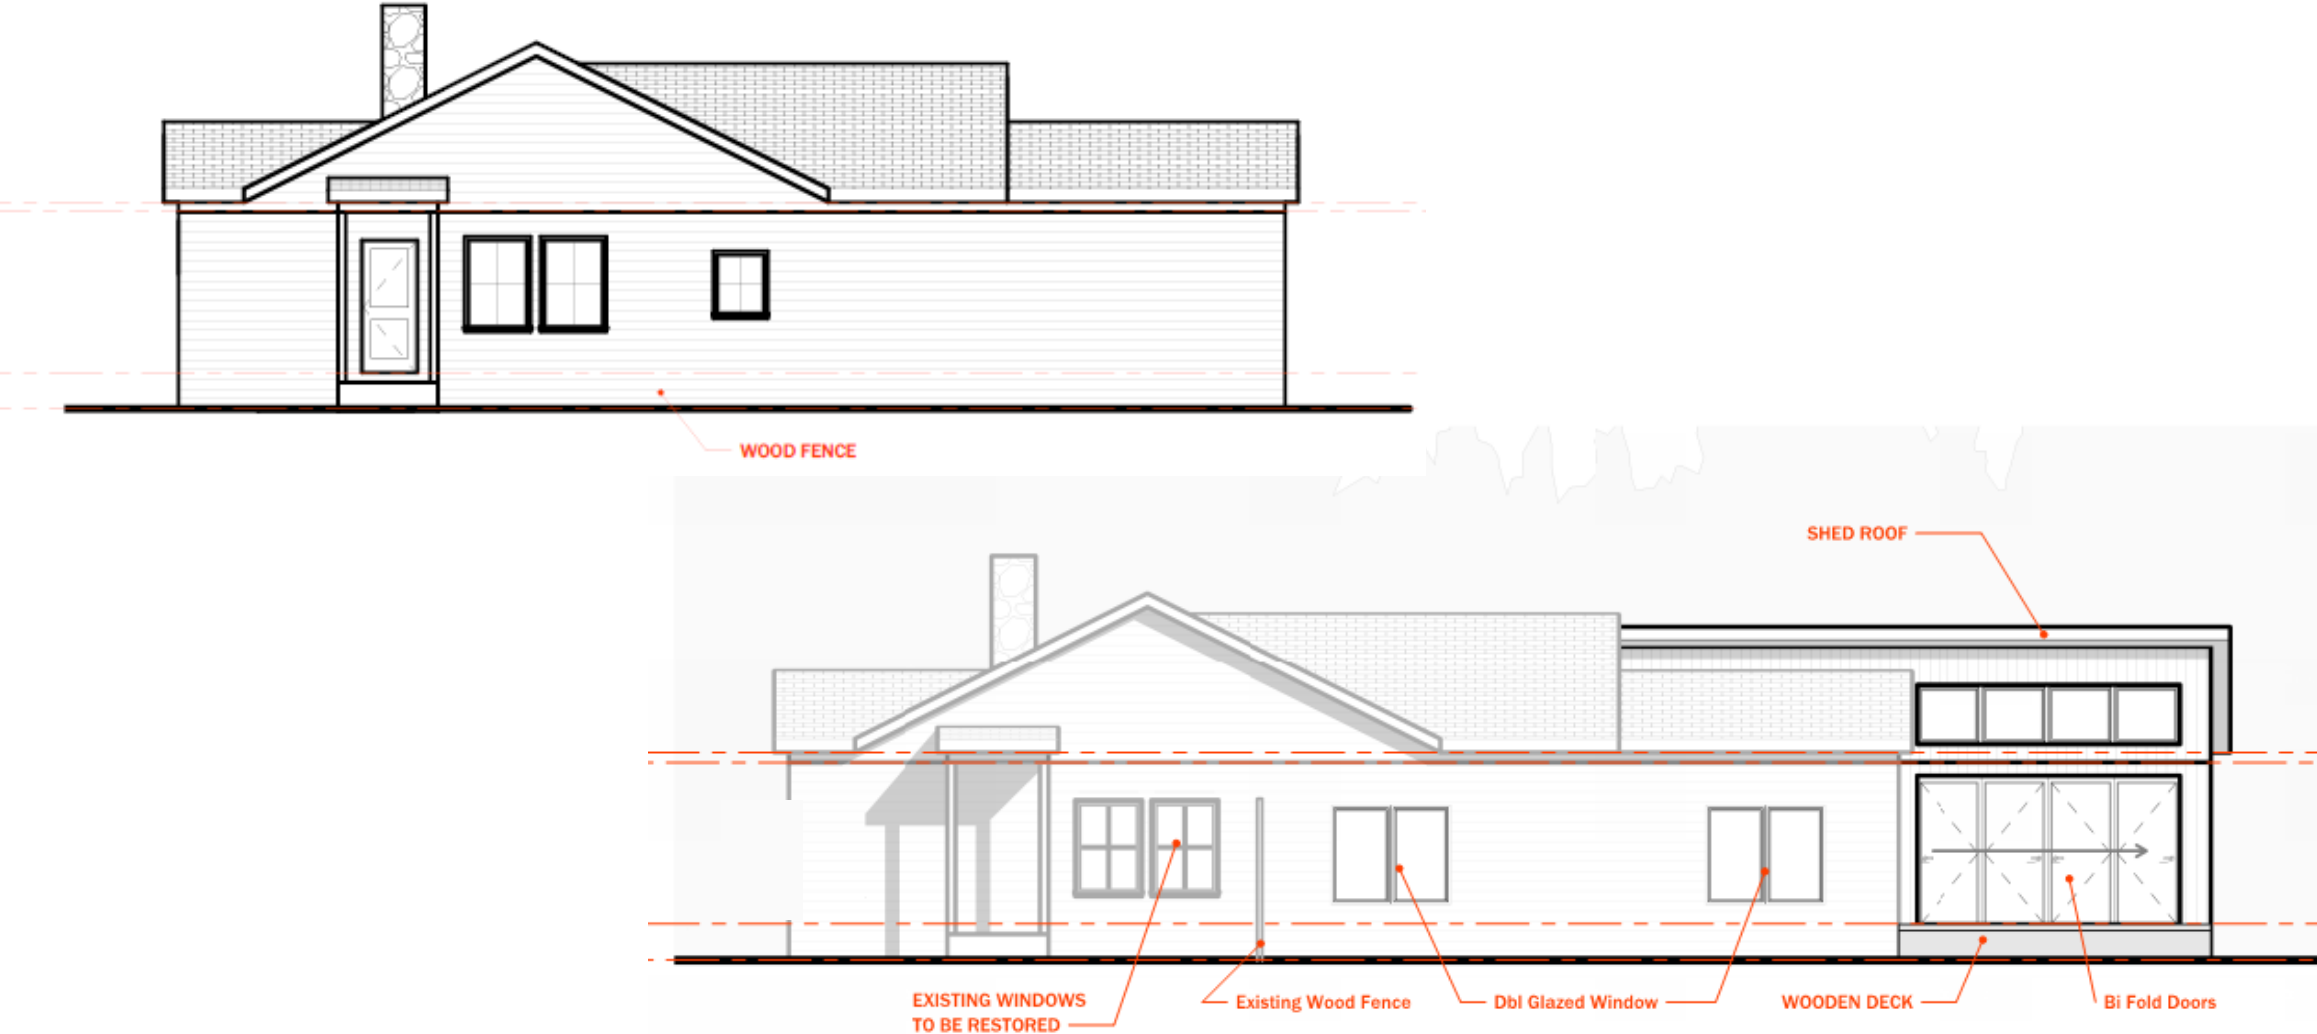 WOOD FENCE
SHED ROOF
EXISTING WINDOWS
TO BE RESTORED
Existing Wood Fence
Dbl Glazed Window
WOODEN DECK
Bi Fold Doors